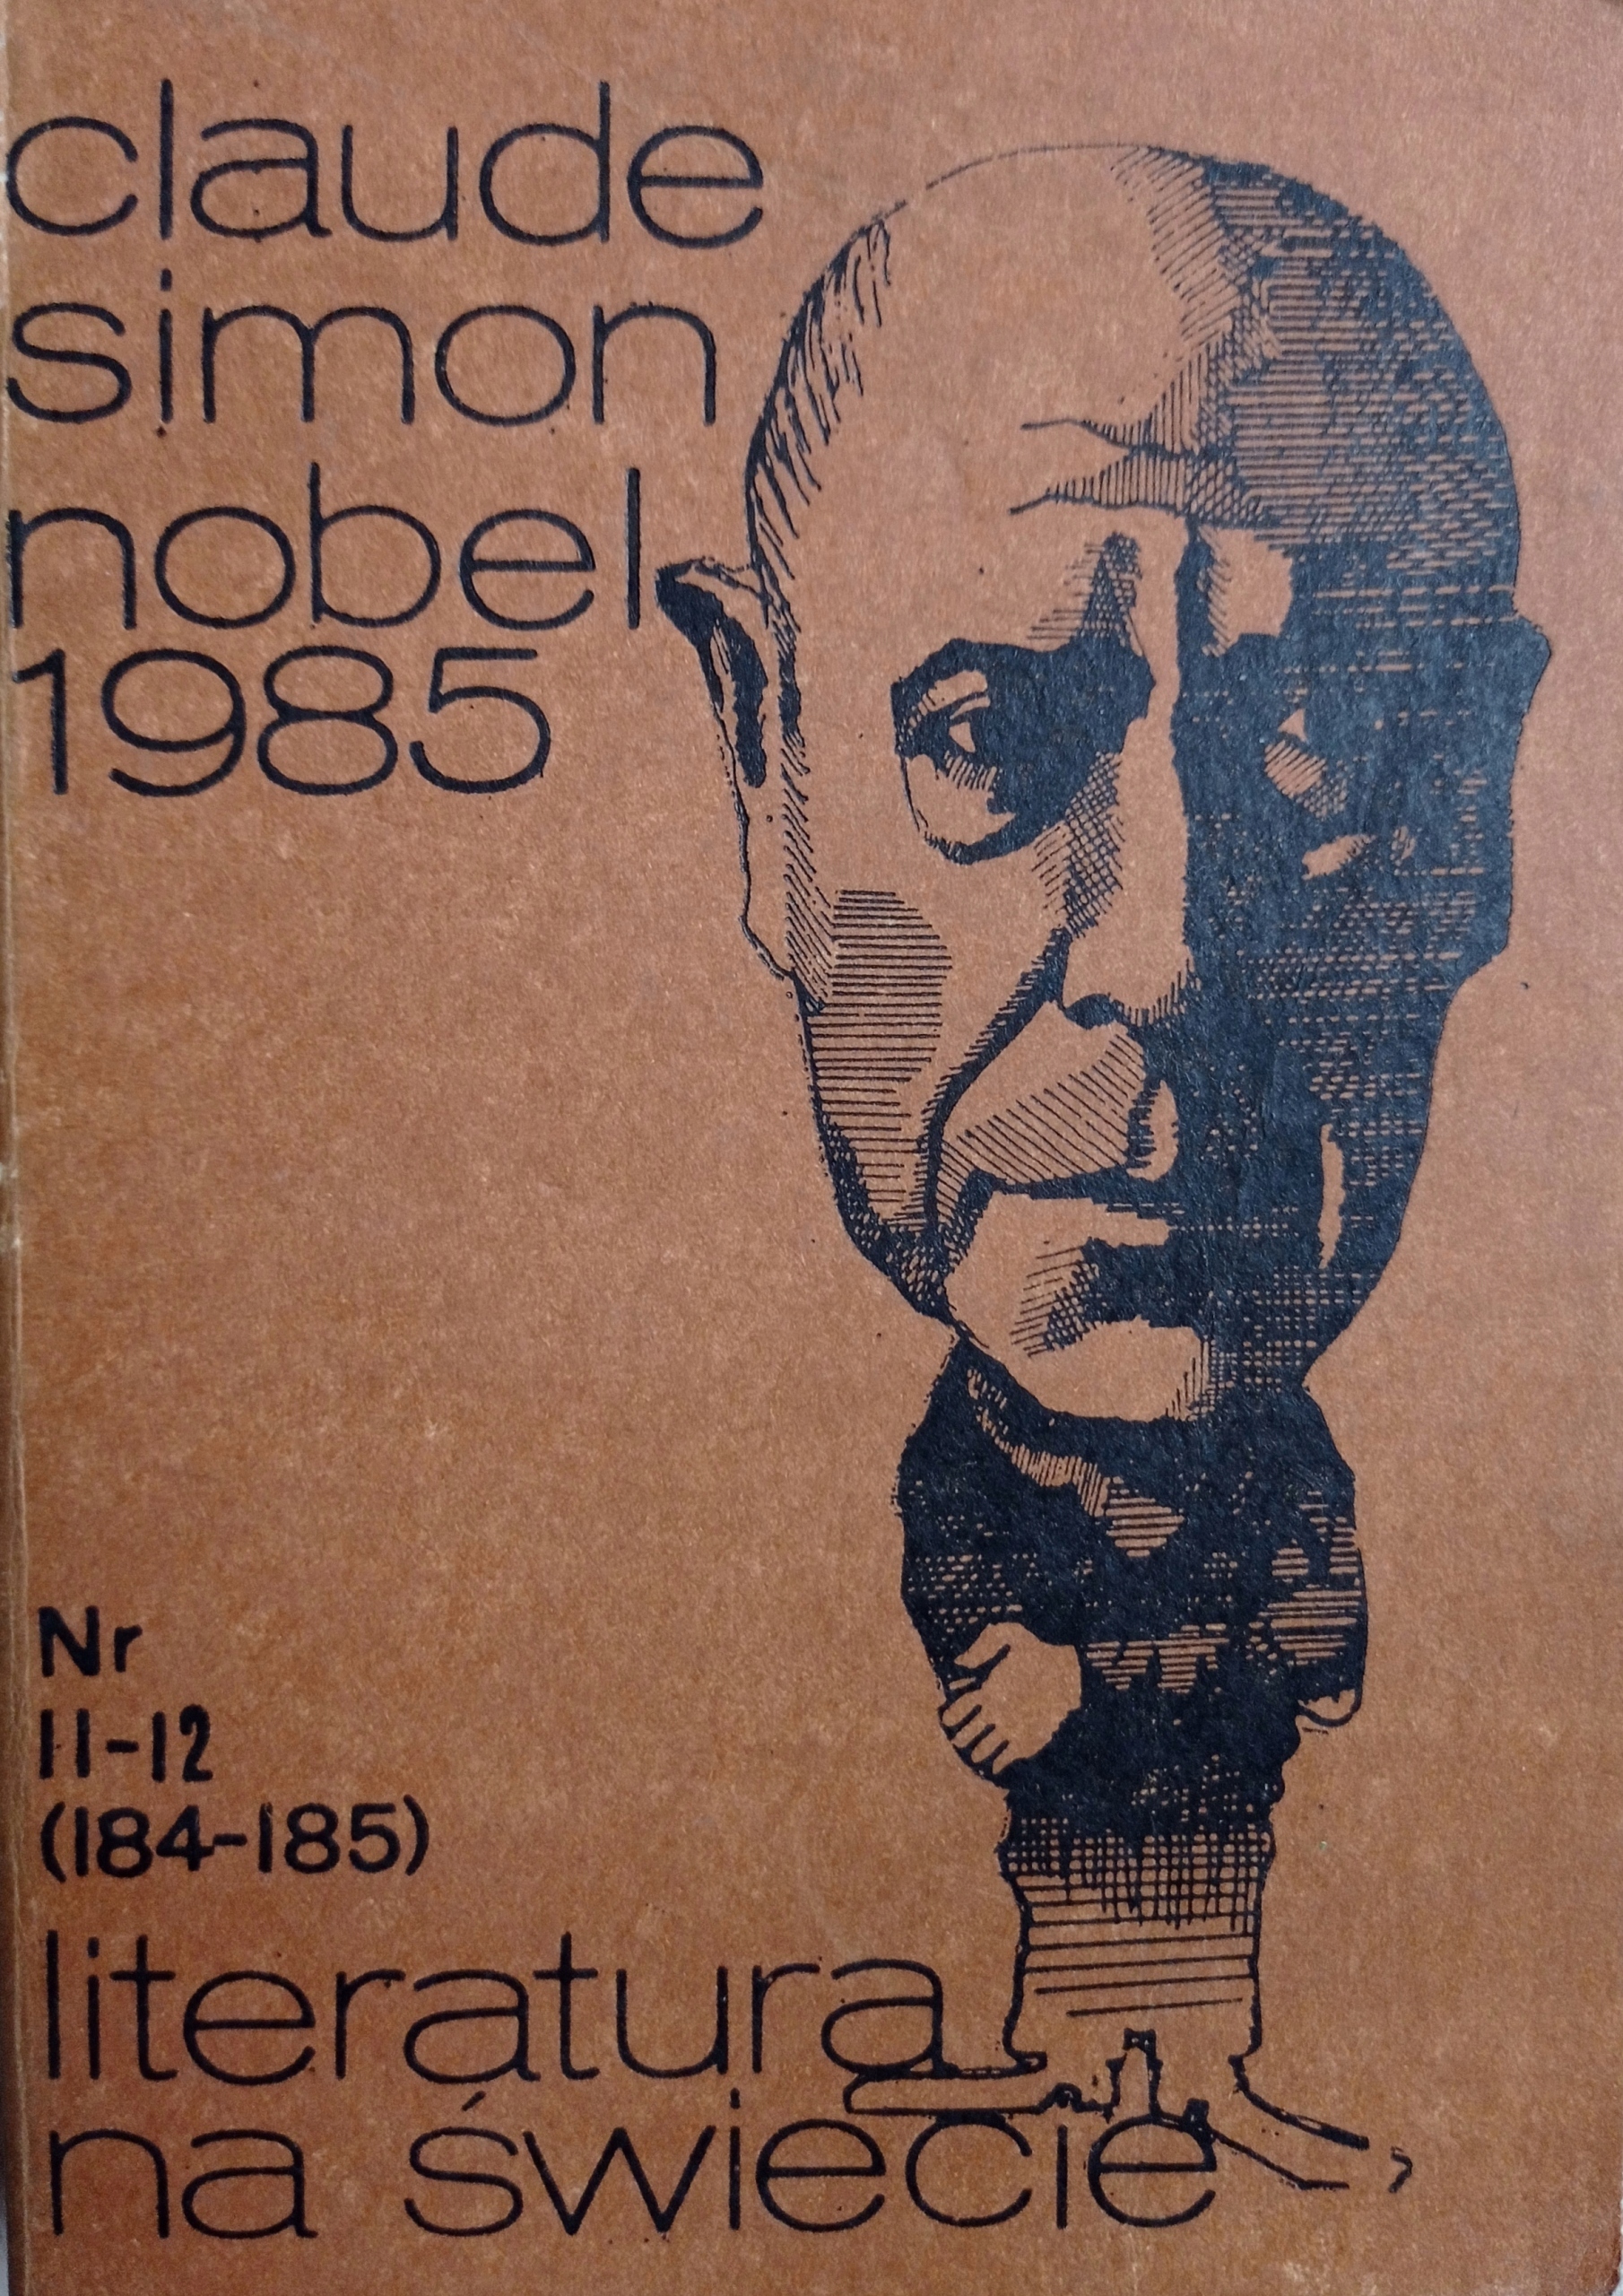 claude
simon
nobel
1985
Nr
11-12
(184-185)
literatura
na świecie